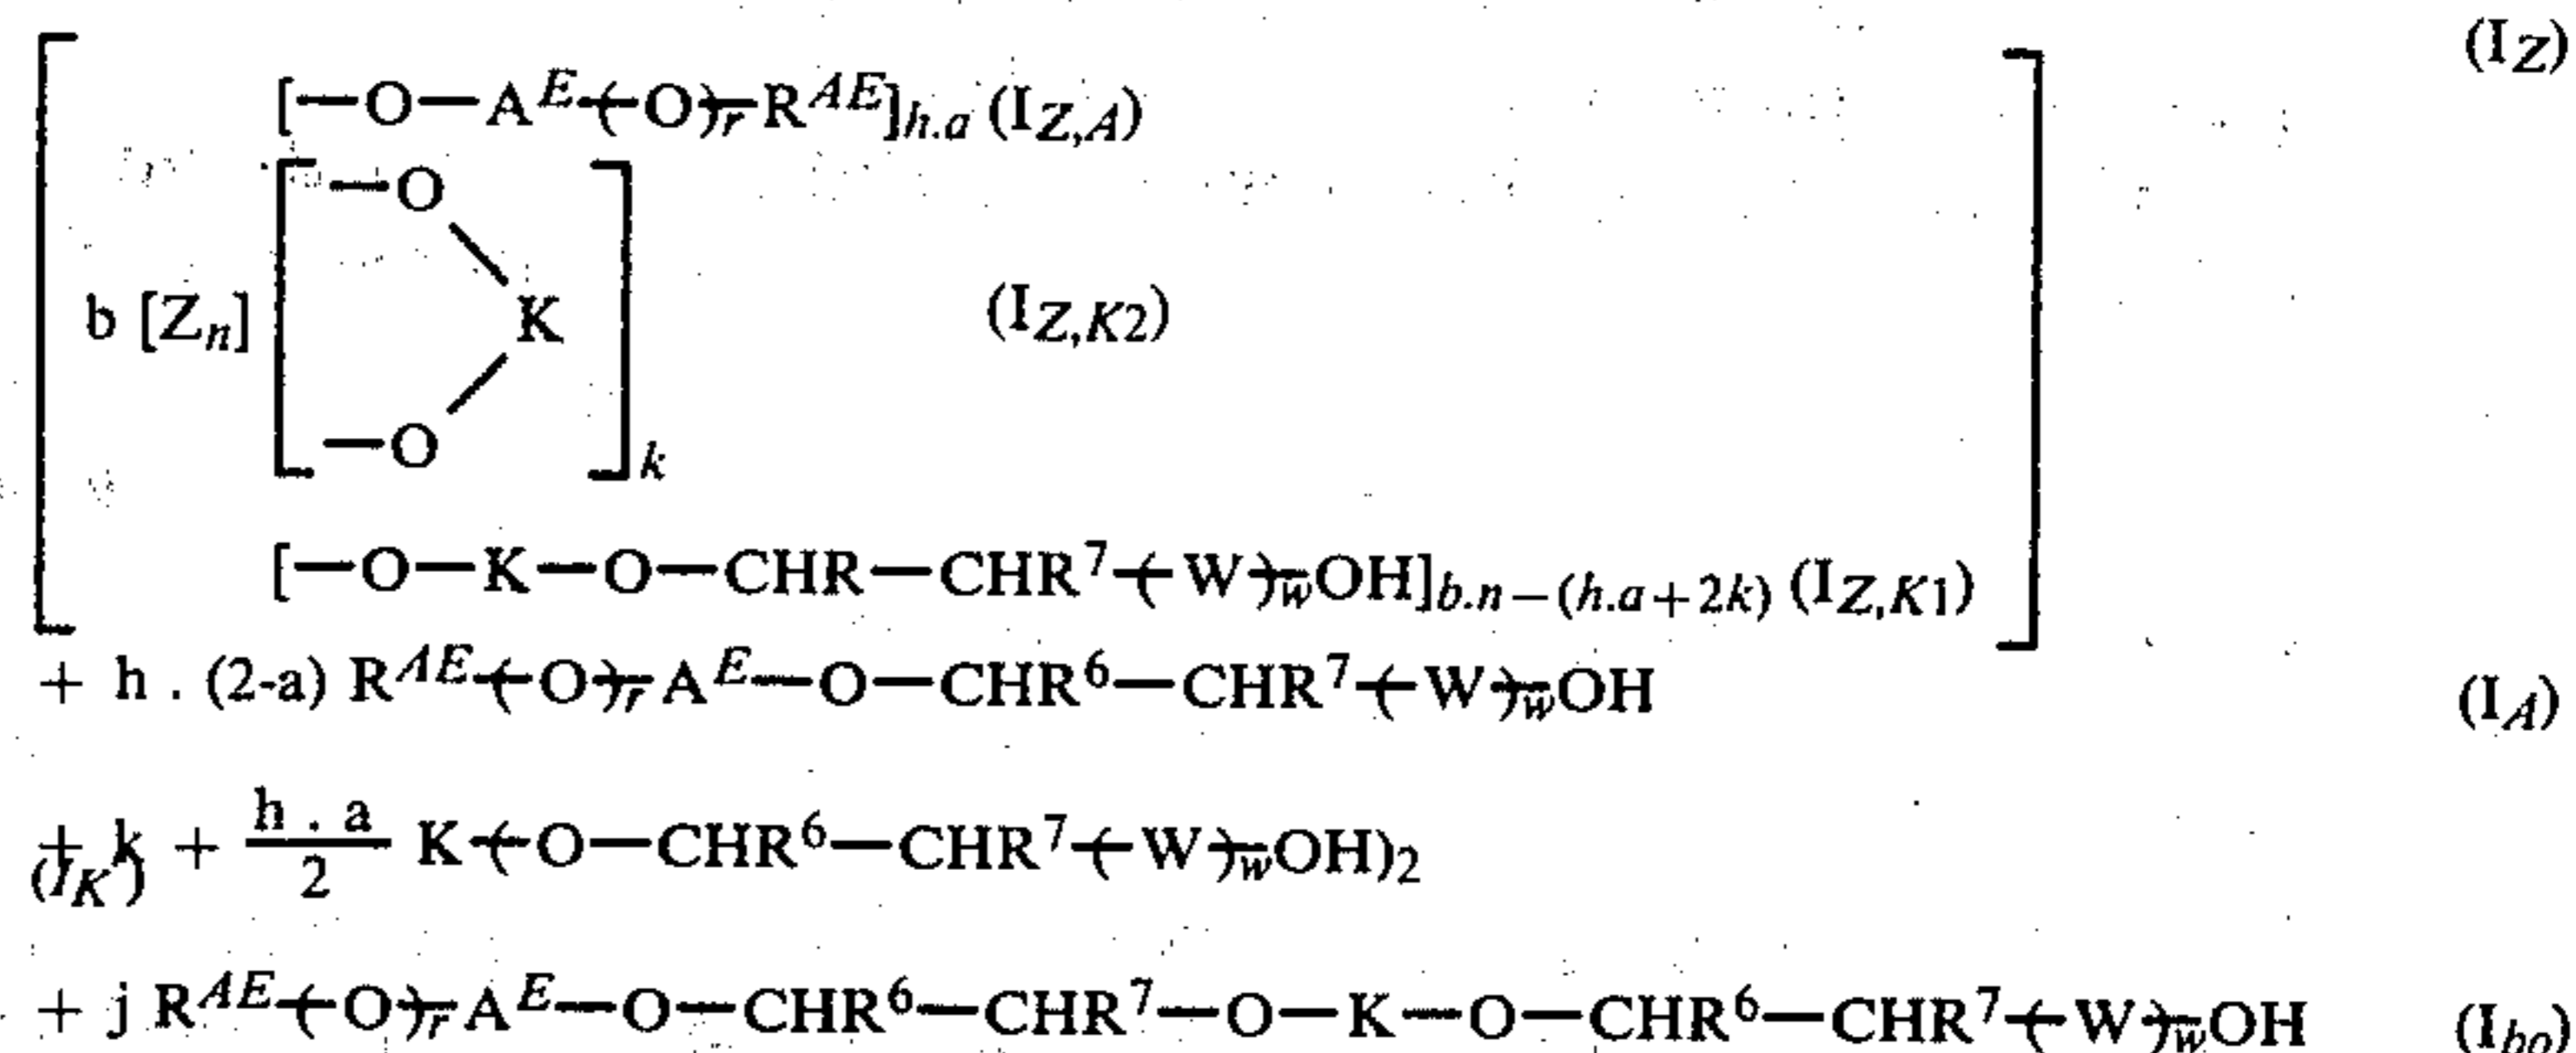 (I_Z)
[—O—A^E—(O)_r—R^AE]_h.a (I_Z,A)
—O
b [Z_n] K (I_Z,K2)
—O
k
[—O—K—O—CHR—CHR^7—(W)_w—OH]_b.n−(h.a+2k) (I_Z,K1)
+ h . (2-a) R^AE—(O)_r—A^E—O—CHR^6—CHR^7—(W)_w—OH (I_A)
+ k + h . a / 2 K—(O—CHR^6—CHR^7—(W)_w—OH)_2
(I_K)
+ j R^AE—(O)_r—A^E—O—CHR^6—CHR^7—O—K—O—CHR^6—CHR^7—(W)_w—OH (I_bo)